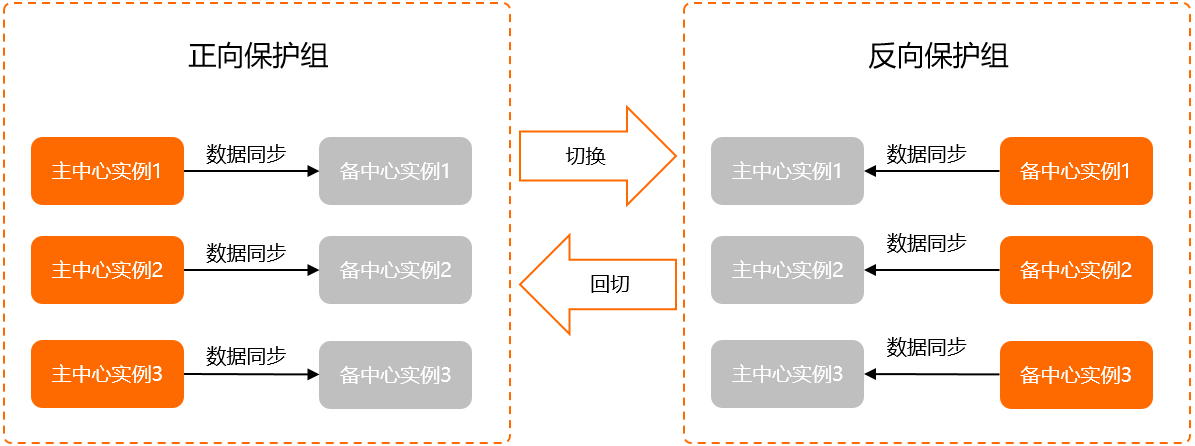 正向保护组
主中心实例1
数据同步
备中心实例1
主中心实例2
数据同步
备中心实例2
主中心实例3
数据同步
备中心实例3
切换
回切
反向保护组
主中心实例1
数据同步
备中心实例1
主中心实例2
数据同步
备中心实例2
主中心实例3
数据同步
备中心实例3